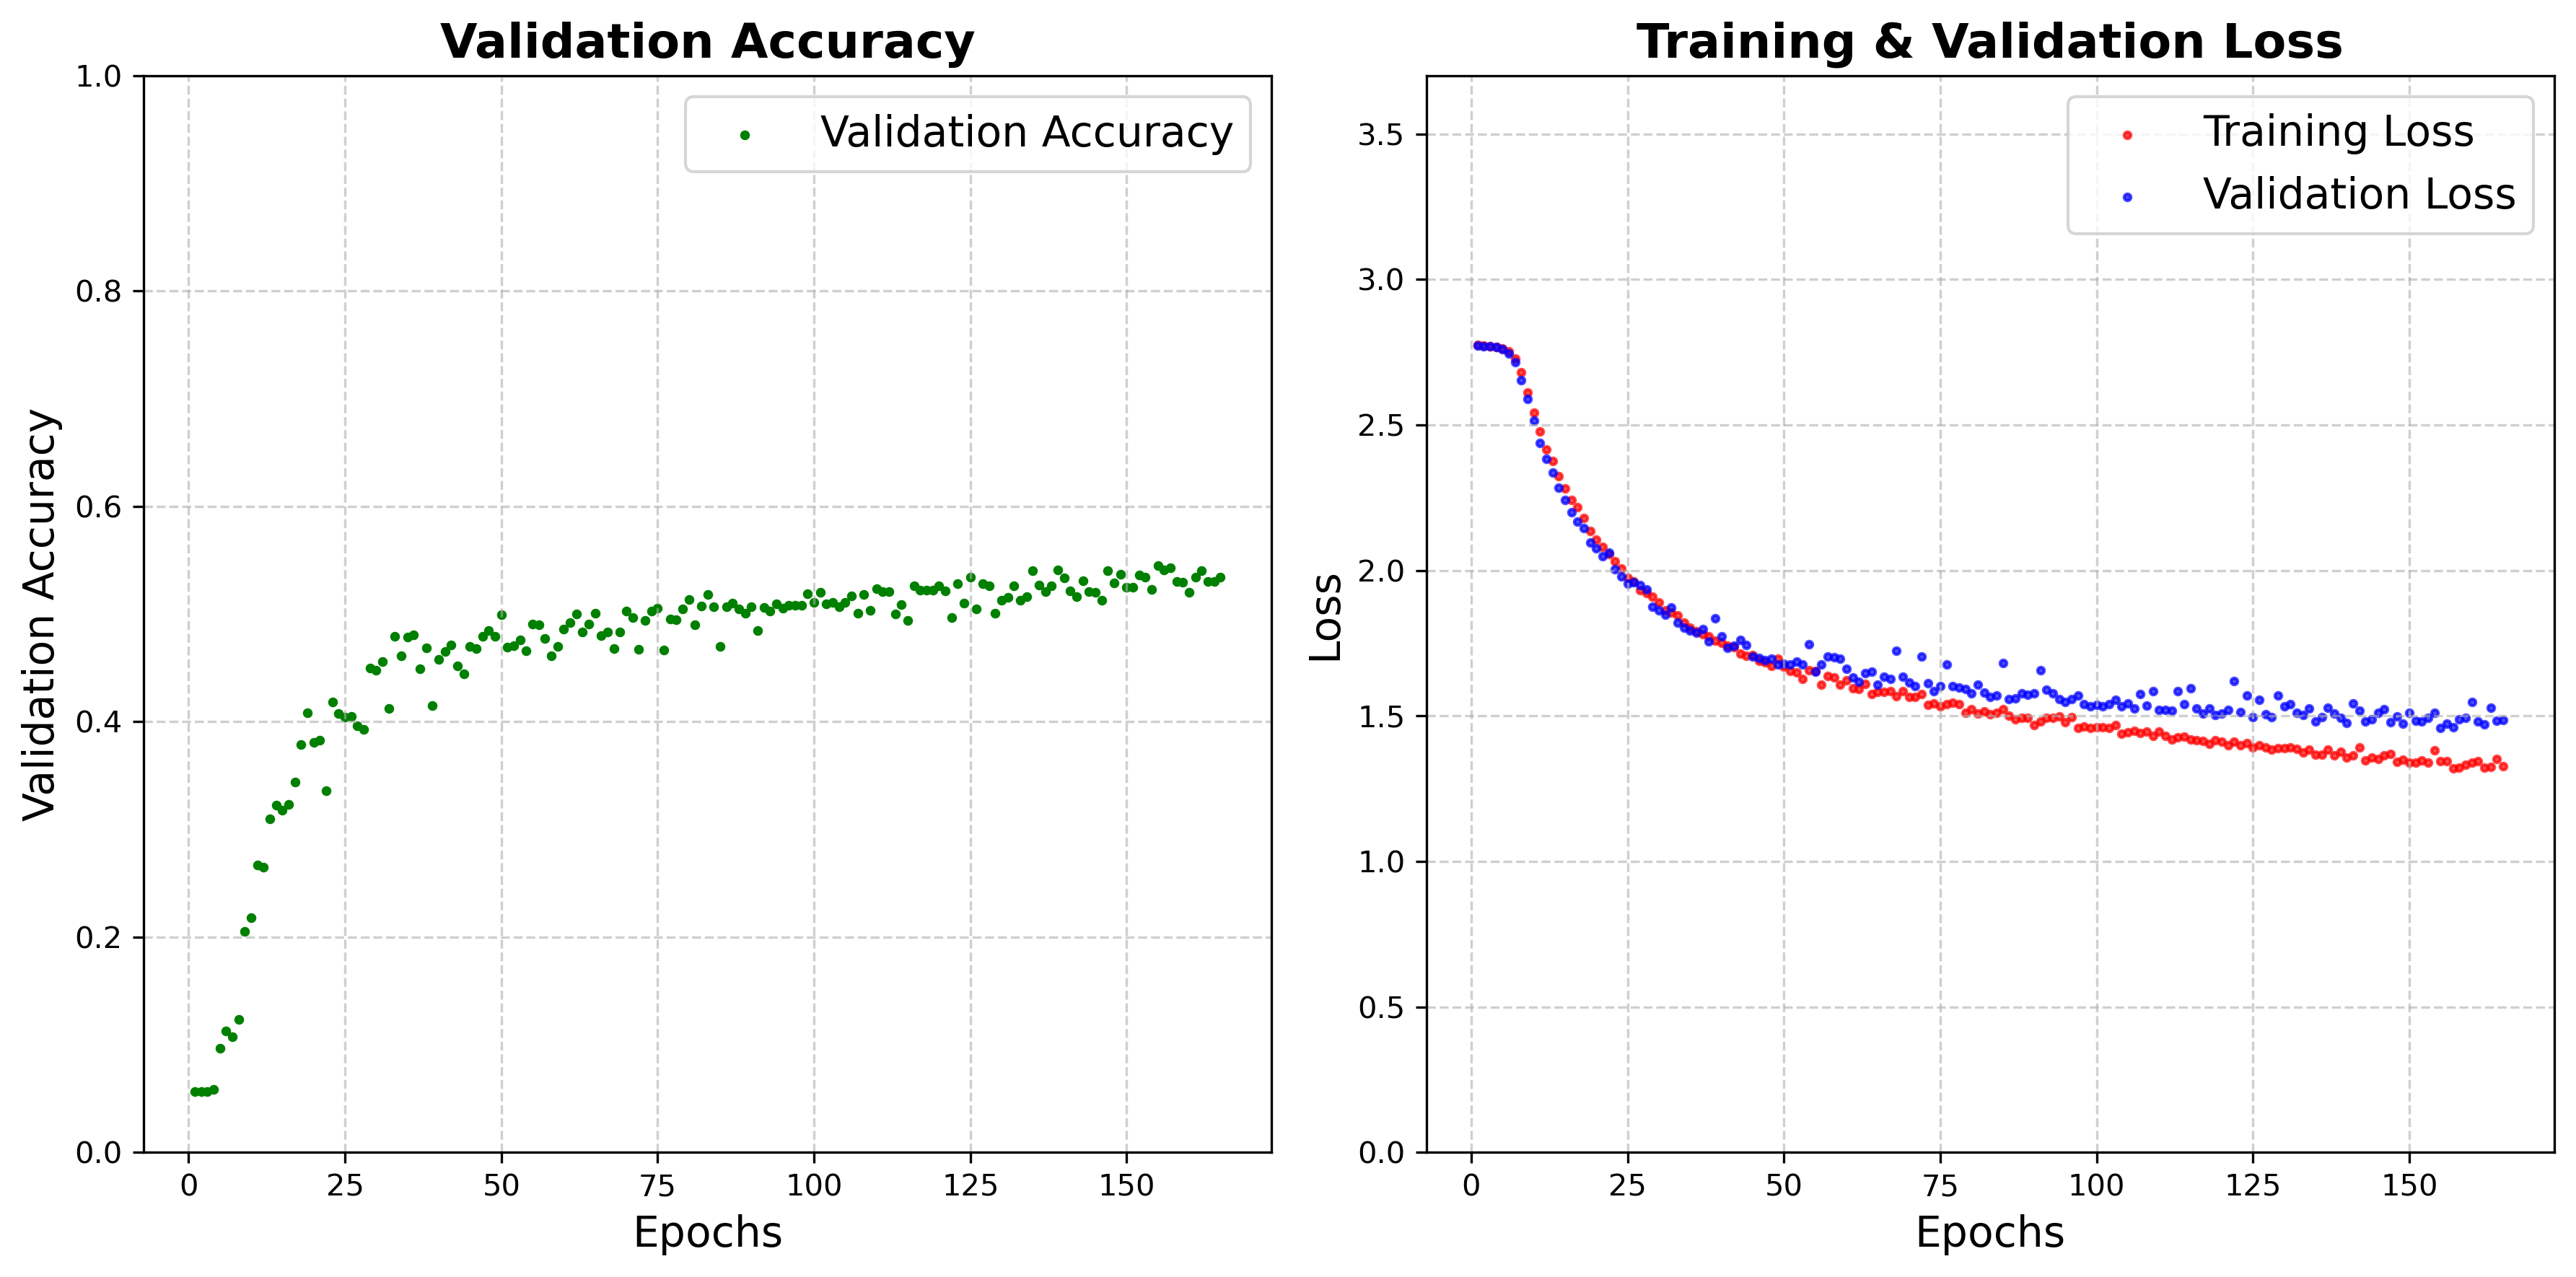 Validation Accuracy
Validation Accuracy
Validation Accuracy
1.0
0.8
0.6
0.4
0.2
0.0
0 25 50 75 100 125 150
Epochs
Training & Validation Loss
Training Loss
Validation Loss
Loss
3.5
3.0
2.5
2.0
1.5
1.0
0.5
0.0
0 25 50 75 100 125 150
Epochs